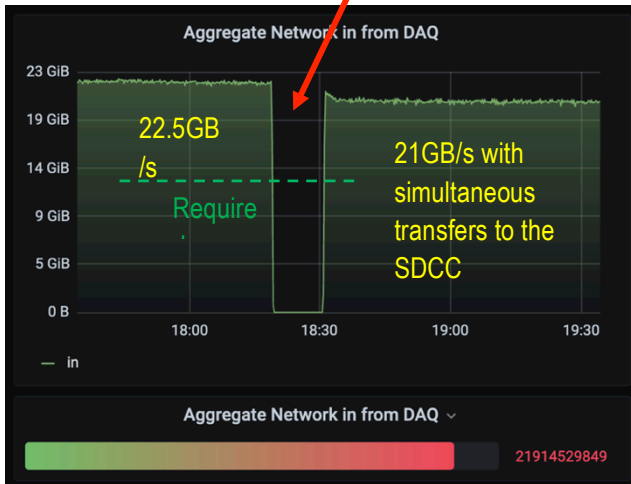 Aggregate Network in from DAQ
23 GiB
19 GiB
14 GiB
9 GiB
5 GiB
0 B
22.5GB
/s
Require
.
21GB/s with
simultaneous
transfers to the
SDCC
18:00 18:30 19:00 19:30
in
Aggregate Network in from DAQ
21914529849